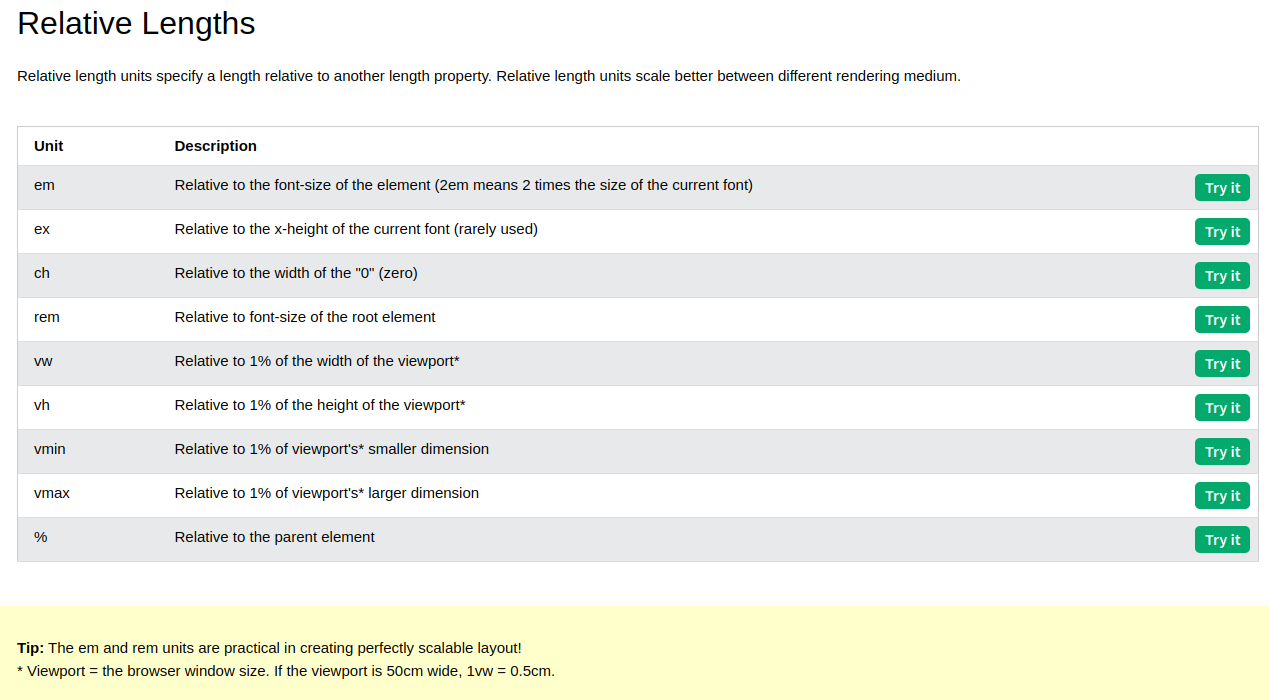 Relative Lengths
Relative length units specify a length relative to another length property. Relative length units scale better between different rendering medium.
Unit Description
em Relative to the font-size of the element (2em means 2 times the size of the current font) Try it
ex Relative to the x-height of the current font (rarely used) Try it
ch Relative to the width of the "0" (zero) Try it
rem Relative to font-size of the root element Try it
vw Relative to 1% of the width of the viewport* Try it
vh Relative to 1% of the height of the viewport* Try it
vmin Relative to 1% of viewport's* smaller dimension Try it
vmax Relative to 1% of viewport's* larger dimension Try it
% Relative to the parent element Try it
Tip: The em and rem units are practical in creating perfectly scalable layout!
* Viewport = the browser window size. If the viewport is 50cm wide, 1vw = 0.5cm.